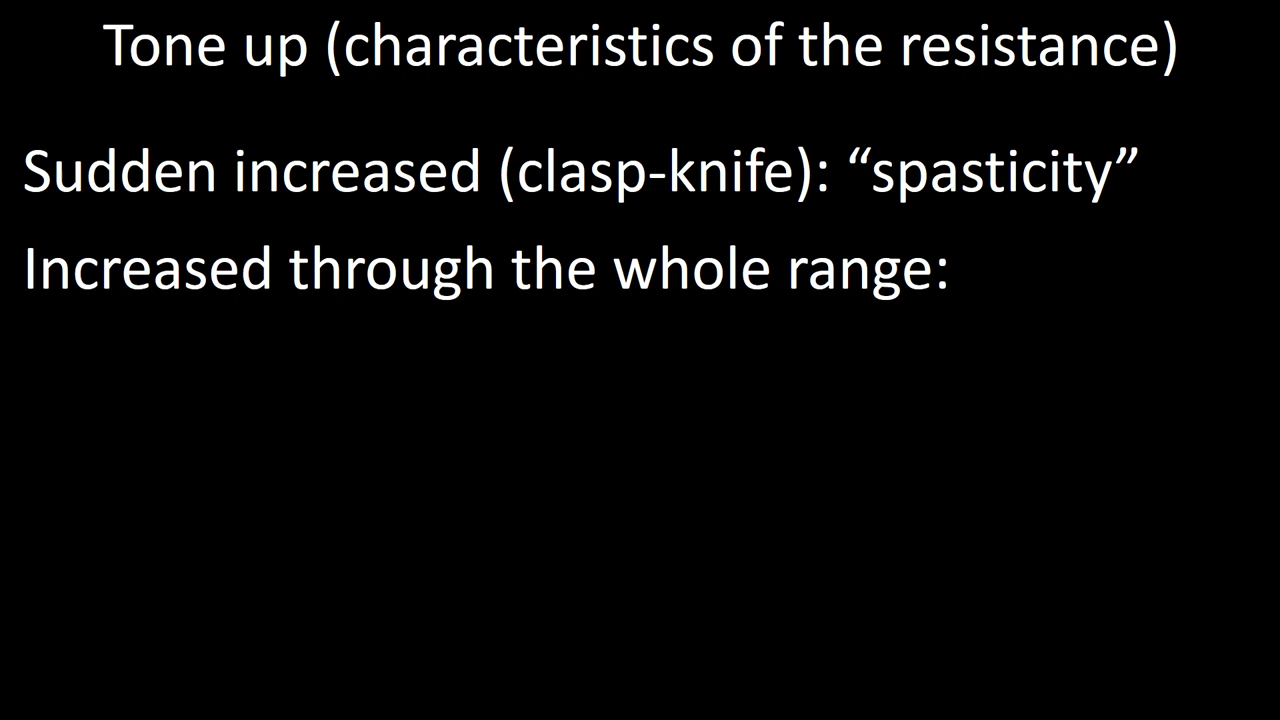 Tone up (characteristics of the resistance)
Sudden increased (clasp-knife): “spasticity”
Increased through the whole range: